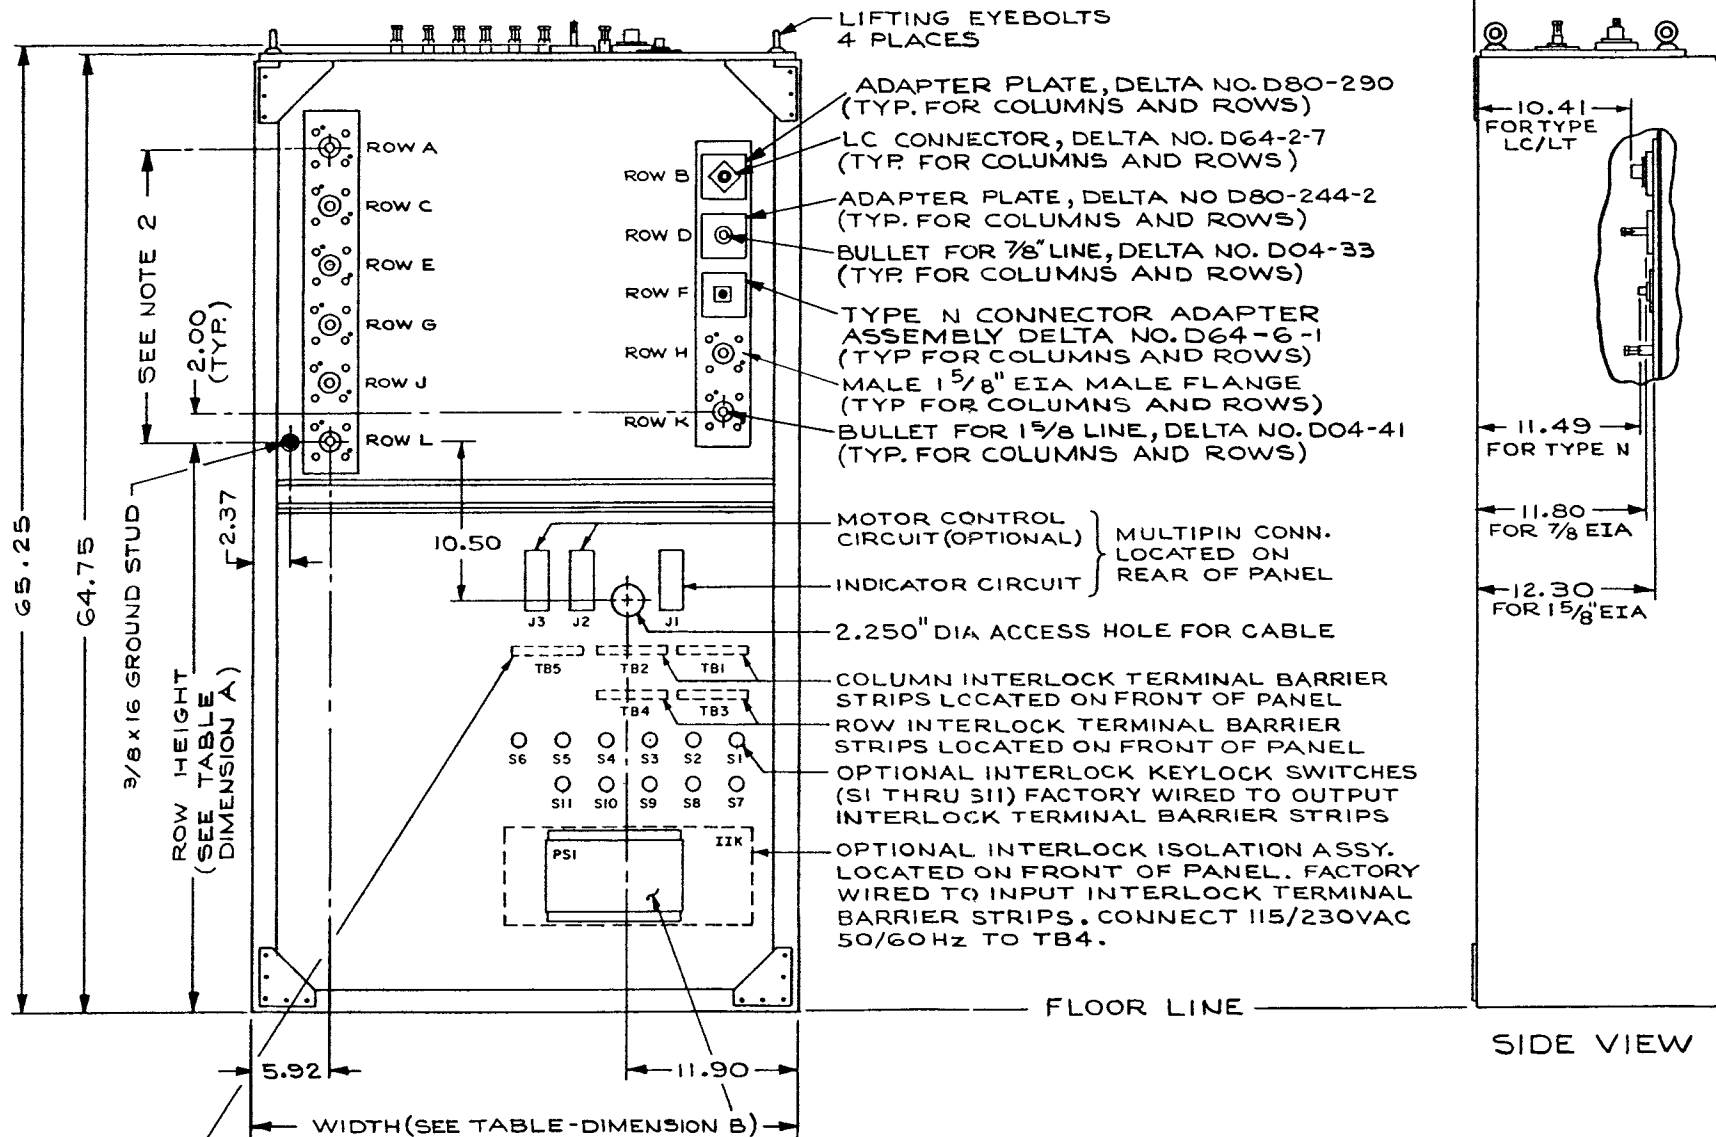 LIFTING EYEBOLTS
4 PLACES
ADAPTER PLATE, DELTA NO. D80-290
(TYP. FOR COLUMNS AND ROWS)
LC CONNECTOR, DELTA NO. D64-2-7
(TYP. FOR COLUMNS AND ROWS)
ADAPTER PLATE, DELTA NO D80-244-2
(TYP. FOR COLUMNS AND ROWS)
BULLET FOR 7/8" LINE, DELTA NO. D04-33
(TYP. FOR COLUMNS AND ROWS)
TYPE N CONNECTOR ADAPTER
ASSEMBLY DELTA NO. D64-6-1
(TYP FOR COLUMNS AND ROWS)
MALE 1 5/8" EIA MALE FLANGE
(TYP FOR COLUMNS AND ROWS)
BULLET FOR 1 5/8 LINE, DELTA NO. D04-41
(TYP. FOR COLUMNS AND ROWS)
ROW A
ROW C
ROW E
ROW G
ROW J
ROW L
ROW B
ROW D
ROW F
ROW H
ROW K
65.25
64.75
SEE NOTE 2
2.00
(TYP.)
3/8 x 16 GROUND STUD
2.37
ROW HEIGHT
(SEE TABLE
DIMENSION A)
10.50
MOTOR CONTROL
CIRCUIT (OPTIONAL)
INDICATOR CIRCUIT
MULTIPIN CONN.
LOCATED ON
REAR OF PANEL
J3
J2
J1
2.250" DIA ACCESS HOLE FOR CABLE
TB5
TB2
TB1
COLUMN INTERLOCK TERMINAL BARRIER
STRIPS LOCATED ON FRONT OF PANEL
TB4
TB3
ROW INTERLOCK TERMINAL BARRIER
STRIPS LOCATED ON FRONT OF PANEL
S6
S5
S4
S3
S2
S1
OPTIONAL INTERLOCK KEYLOCK SWITCHES
(S1 THRU S11) FACTORY WIRED TO OUTPUT
INTERLOCK TERMINAL BARRIER STRIPS
S11
S10
S9
S8
S7
PS1
IIK
OPTIONAL INTERLOCK ISOLATION ASSY.
LOCATED ON FRONT OF PANEL. FACTORY
WIRED TO INPUT INTERLOCK TERMINAL
BARRIER STRIPS. CONNECT 115/230VAC
50/60 Hz TO TB4.
FLOOR LINE
5.92
11.90
WIDTH (SEE TABLE-DIMENSION B)
10.41
FOR TYPE
LC/LT
11.49
FOR TYPE N
11.80
FOR 7/8 EIA
12.30
FOR 1 5/8" EIA
SIDE VIEW